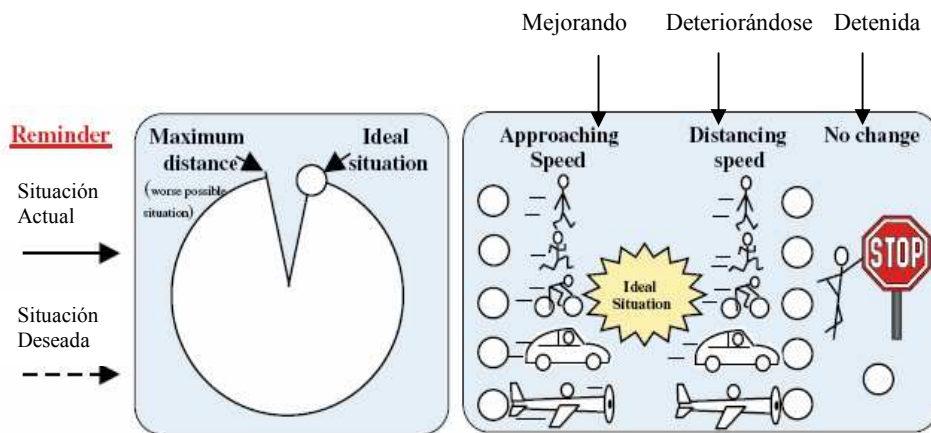 Mejorando
Deteriorándose
Detenida
Reminder
Situación
Actual
Situación
Deseada
Maximum
distance
(worse possible
situation)
Ideal
situation
Approaching
Speed
Distancing
speed
No change
Ideal
Situation
STOP